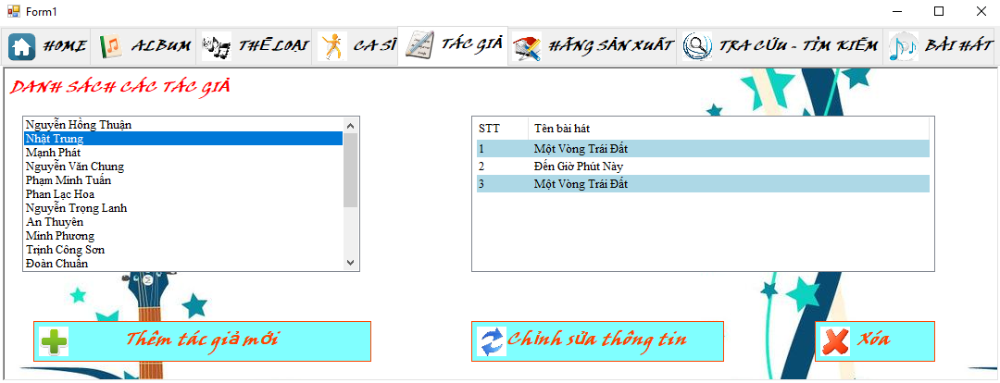 Form1
HOME ALBUM THỂ LOẠI CA SĨ TÁC GIẢ HÃNG SẢN XUẤT TRA CỨU - TÌM KIẾM BÀI HÁT
DANH SÁCH CÁC TÁC GIẢ
Nguyễn Hồng Thuận
Nhật Trung
Mạnh Phát
Nguyễn Văn Chung
Phạm Minh Tuấn
Phan Lạc Hoa
Nguyễn Trọng Lanh
An Thuyên
Minh Phương
Trịnh Công Sơn
Đoàn Chuẩn
STT Tên bài hát
1 Một Vòng Trái Đất
2 Đến Giờ Phút Này
3 Một Vòng Trái Đất
Thêm tác giả mới
Chỉnh sửa thông tin
Xóa